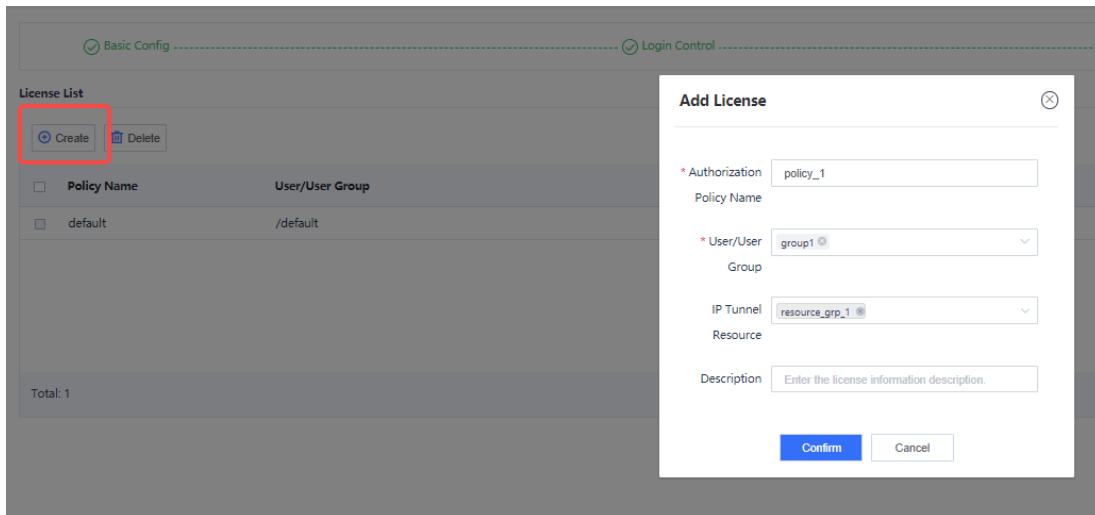 Basic Config
Login Control
License List
Create
Delete
Policy Name
User/User Group
default
/default
Total: 1
Add License
* Authorization
Policy Name
policy_1
* User/User
Group
group1
IP Tunnel
Resource
resource_grp_1
Description
Enter the license information description.
Confirm
Cancel